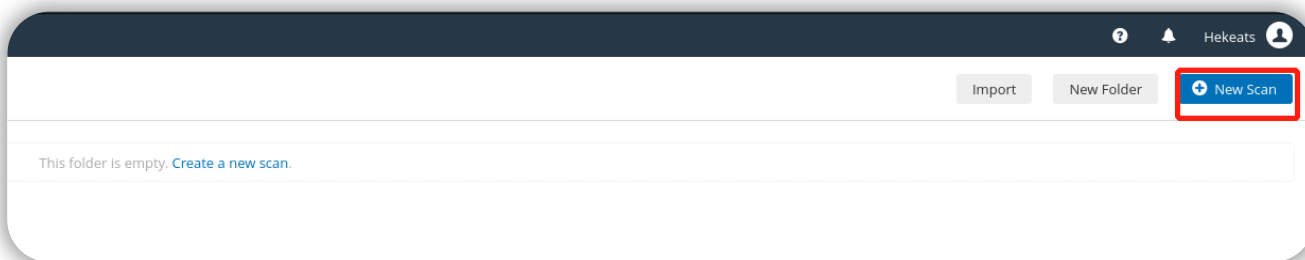 Hekeats
Import New Folder New Scan
This folder is empty. Create a new scan.